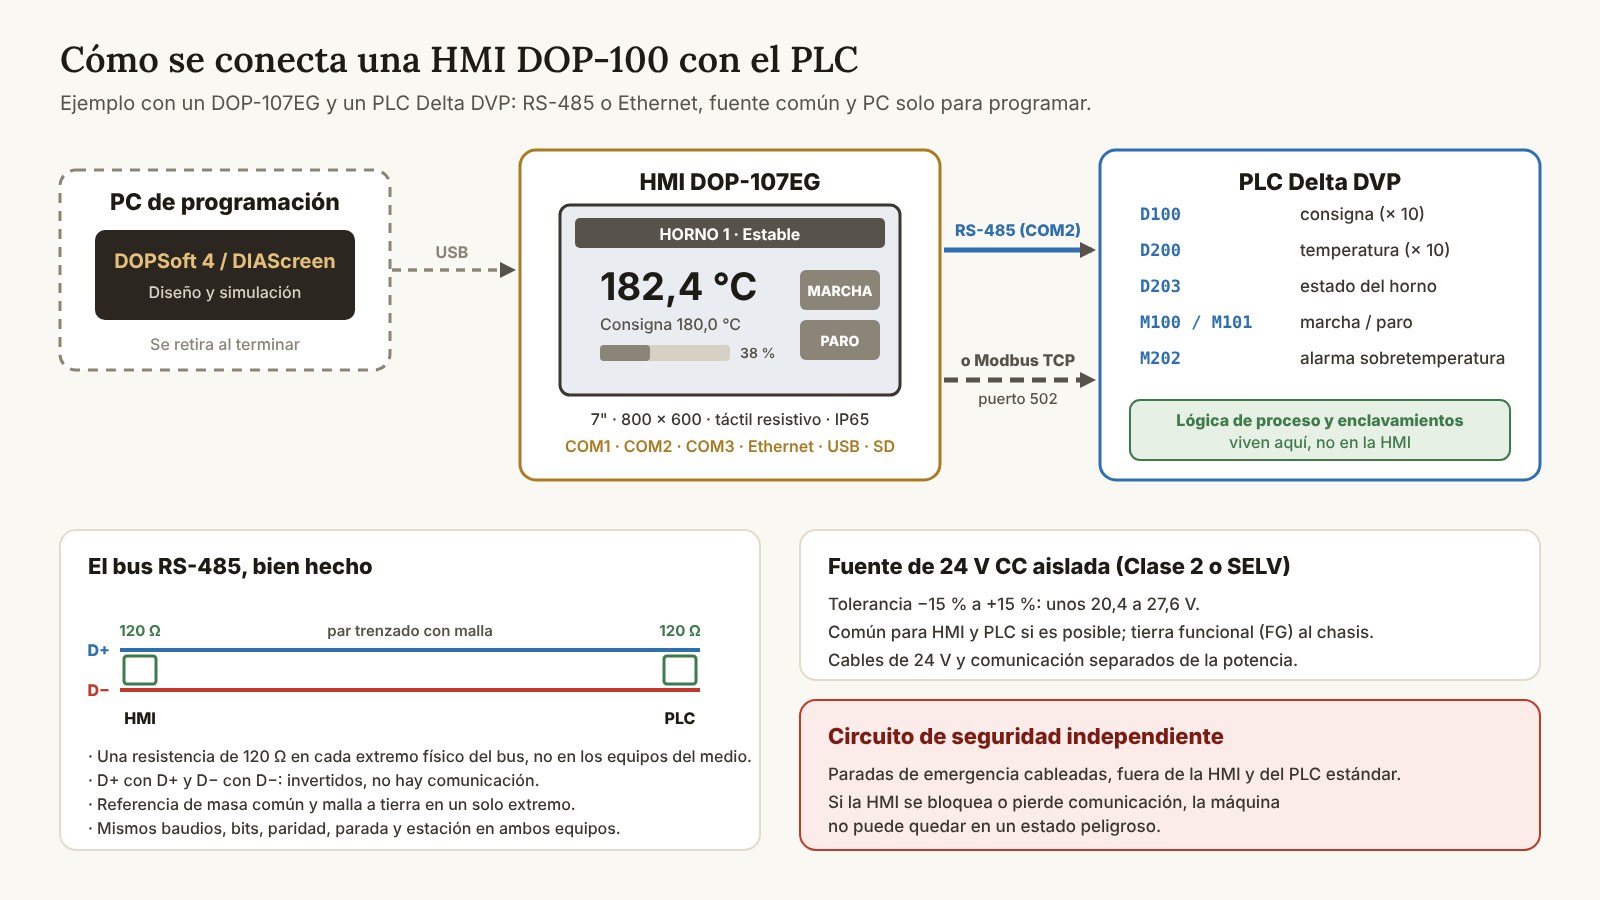 Cómo se conecta una HMI DOP-100 con el PLC
Ejemplo con un DOP-107EG y un PLC Delta DVP: RS-485 o Ethernet, fuente común y PC solo para programar.
PC de programación
DOPSoft 4 / DIAScreen
Diseño y simulación
Se retira al terminar
USB
HMI DOP-107EG
HORNO 1 · Estable
182,4 °C
Consigna 180,0 °C
38 %
MARCHA
PARO
7" · 800 × 600 · táctil resistivo · IP65
COM1 · COM2 · COM3 · Ethernet · USB · SD
RS-485 (COM2)
o Modbus TCP
puerto 502
PLC Delta DVP
D100 consigna (× 10)
D200 temperatura (× 10)
D203 estado del horno
M100 / M101 marcha / paro
M202 alarma sobretemperatura
Lógica de proceso y enclavamientos
viven aquí, no en la HMI
El bus RS-485, bien hecho
120 Ω par trenzado con malla 120 Ω
D+
D−
HMI PLC
· Una resistencia de 120 Ω en cada extremo físico del bus, no en los equipos del medio.
· D+ con D+ y D− con D−: invertidos, no hay comunicación.
· Referencia de masa común y malla a tierra en un solo extremo.
· Mismos baudios, bits, paridad, parada y estación en ambos equipos.
Fuente de 24 V CC aislada (Clase 2 o SELV)
Tolerancia −15 % a +15 %: unos 20,4 a 27,6 V.
Común para HMI y PLC si es posible; tierra funcional (FG) al chasis.
Cables de 24 V y comunicación separados de la potencia.
Circuito de seguridad independiente
Paradas de emergencia cableadas, fuera de la HMI y del PLC estándar.
Si la HMI se bloquea o pierde comunicación, la máquina
no puede quedar en un estado peligroso.